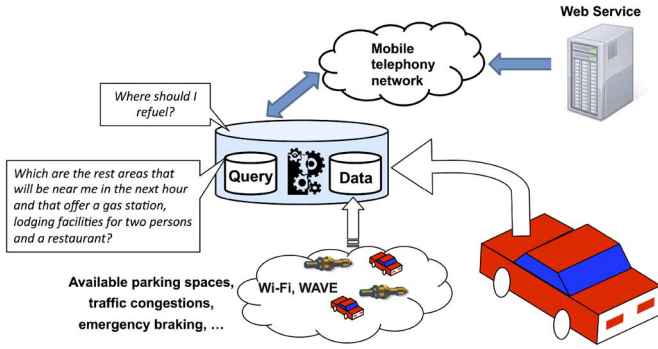 Web Service
Mobile
telephony
network
Where should I
refuel?
Query
Data
Which are the rest areas that
will be near me in the next hour
and that offer a gas station,
lodging facilities for two persons
and a restaurant?
Wi-Fi, WAVE
Available parking spaces,
traffic congestions,
emergency braking, ...